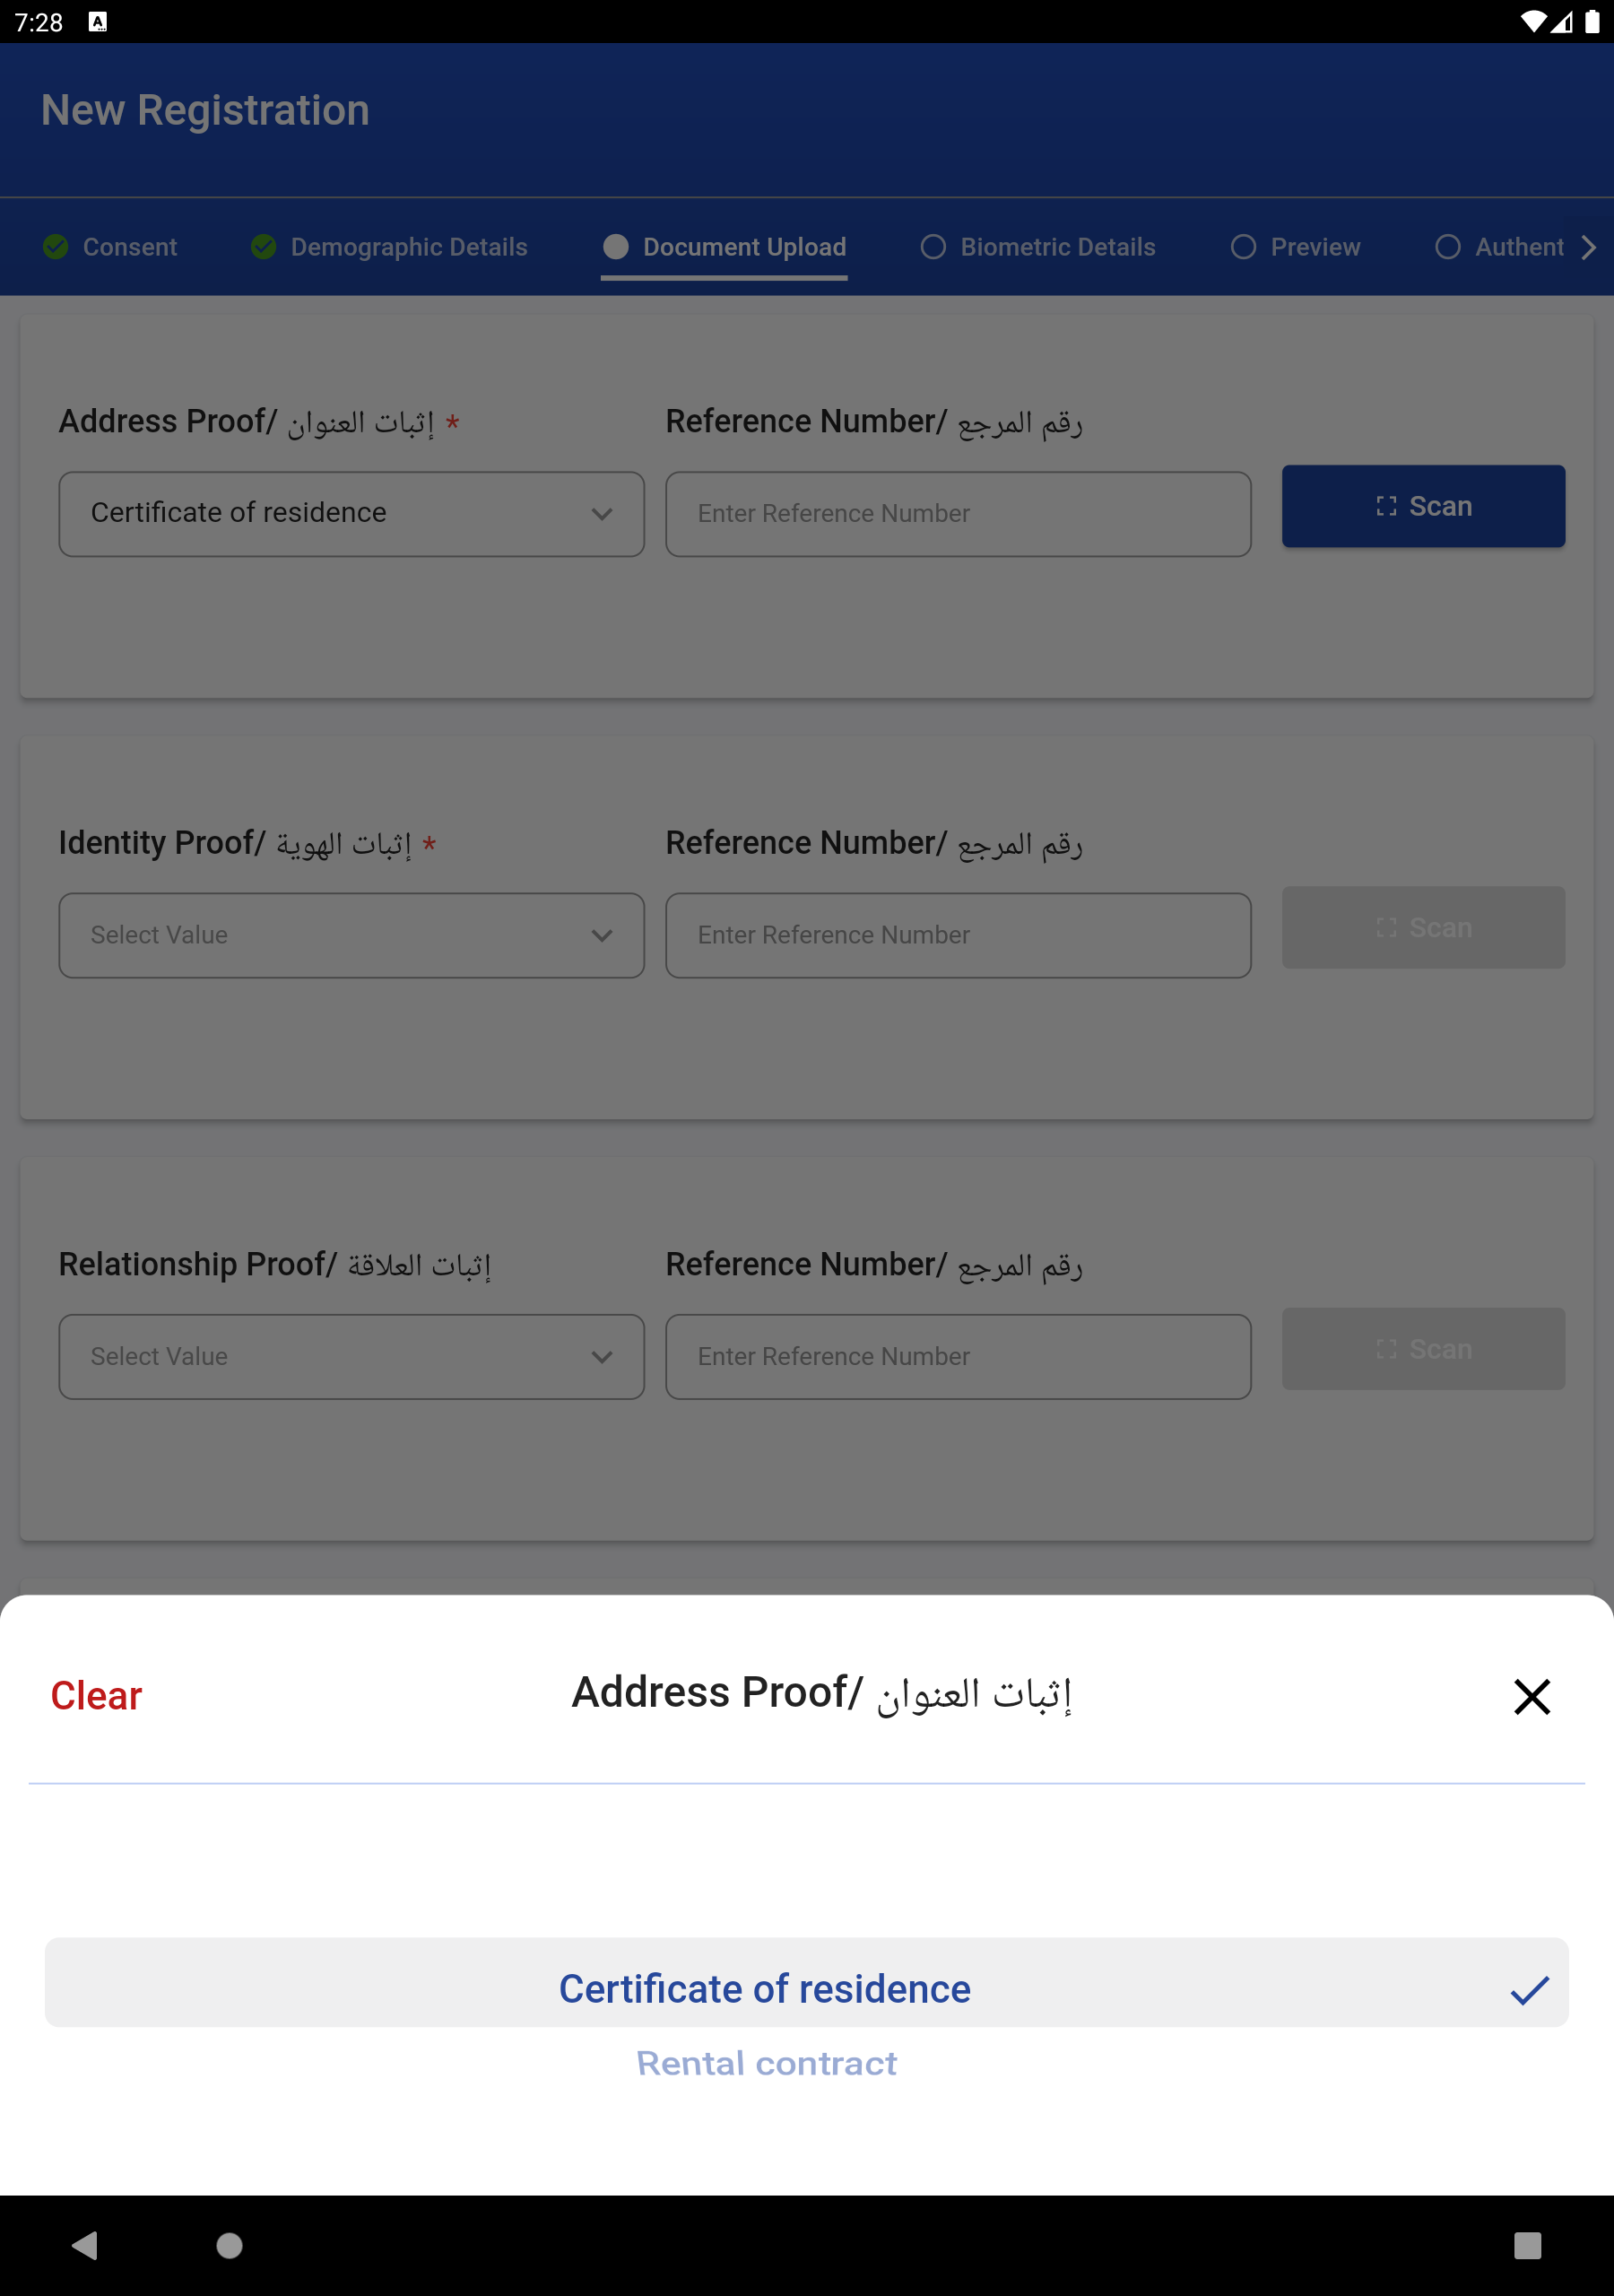 7:28
New Registration
Consent Demographic Details Document Upload Biometric Details Preview Authent
Address Proof/ إثبات العنوان * Reference Number/ رقم المرجع
Certificate of residence Enter Reference Number Scan
Identity Proof/ إثبات الهوية * Reference Number/ رقم المرجع
Select Value Enter Reference Number Scan
Relationship Proof/ إثبات العلاقة Reference Number/ رقم المرجع
Select Value Enter Reference Number Scan
Clear Address Proof/ إثبات العنوان
Certificate of residence
Rental contract